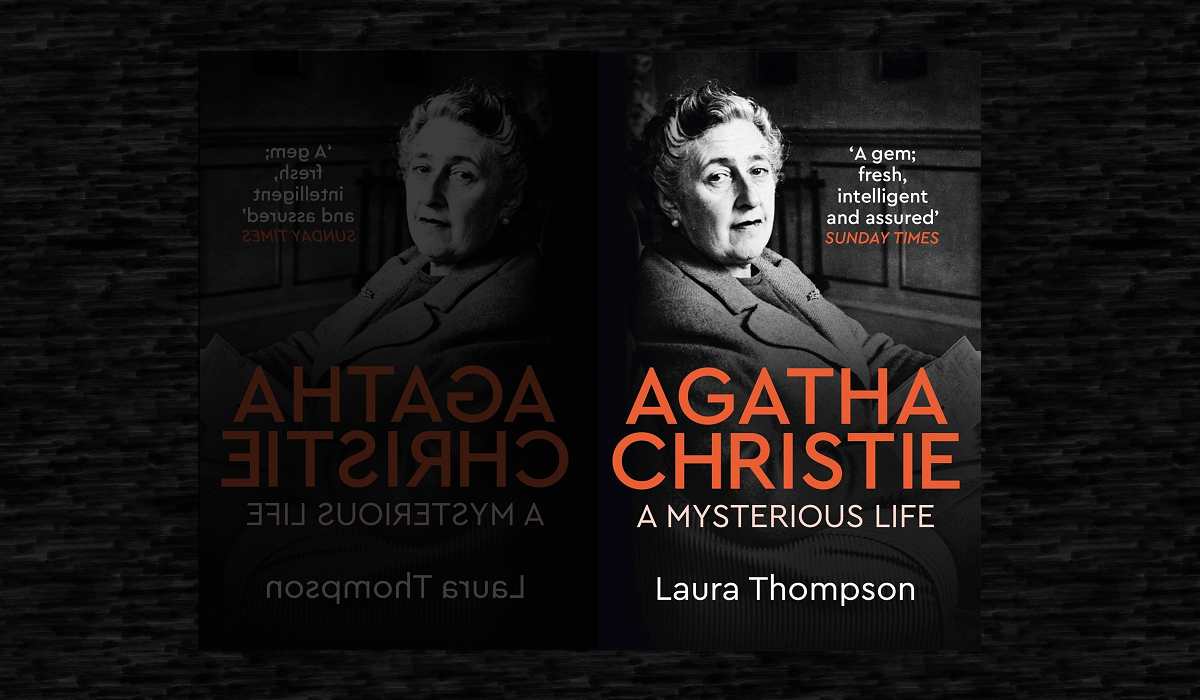 ‘A gem;
fresh,
intelligent
and assured’
SUNDAY TIMES
AGATHA
CHRISTIE
A MYSTERIOUS LIFE
Laura Thompson